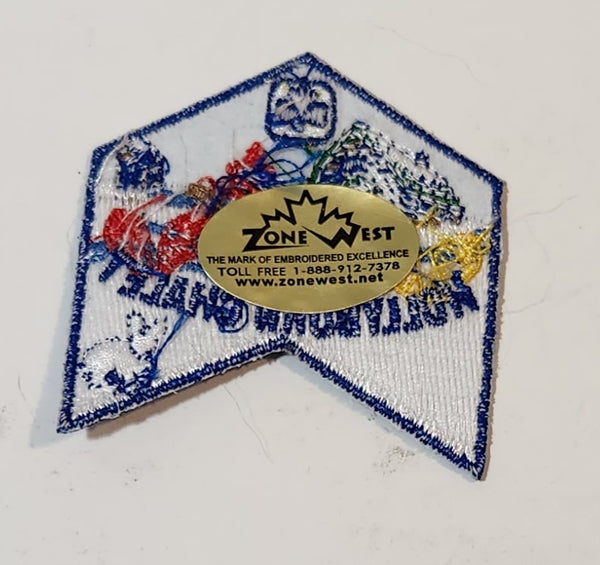 ZONE WEST
THE MARK OF EMBROIDERED EXCELLENCE
TOLL FREE 1-888-912-7378
www.zonewest.net